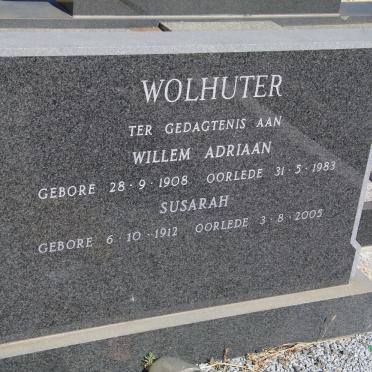 WOLHUTER
TER GEDAGTENIS AAN
WILLEM ADRIAAN
GEBORE 28·9·1908 OORLEDE 31·5·1983
SUSARAH
GEBORE 6·10·1912 OORLEDE 3·8·2005